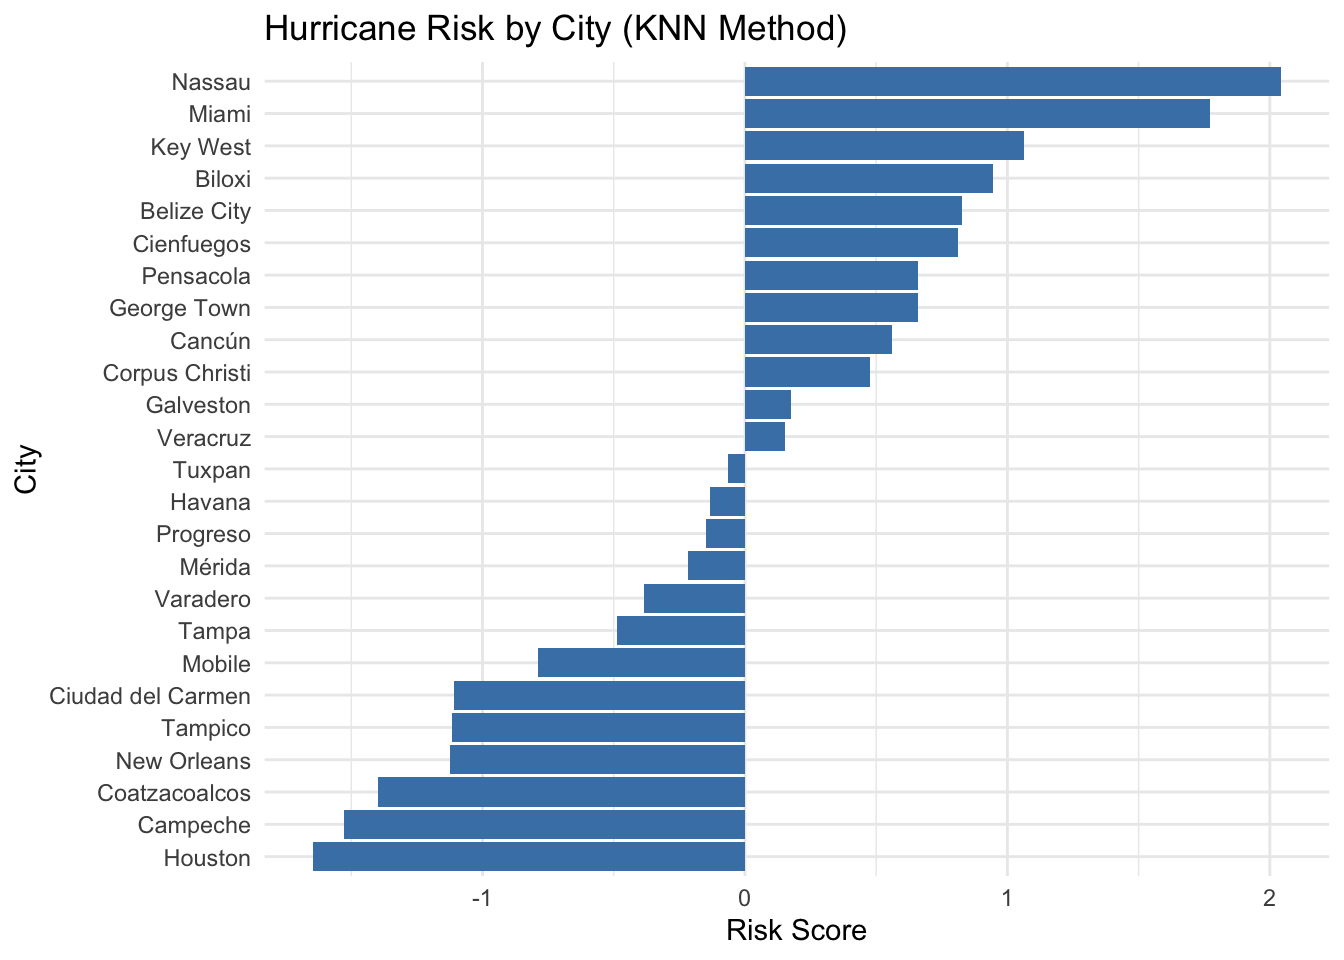 Hurricane Risk by City (KNN Method)
Nassau
Miami
Key West
Biloxi
Belize City
Cienfuegos
Pensacola
George Town
Cancún
Corpus Christi
Galveston
Veracruz
Tuxpan
Havana
Progreso
Mérida
Varadero
Tampa
Mobile
Ciudad del Carmen
Tampico
New Orleans
Coatzacoalcos
Campeche
Houston
City
-1 0 1 2
Risk Score